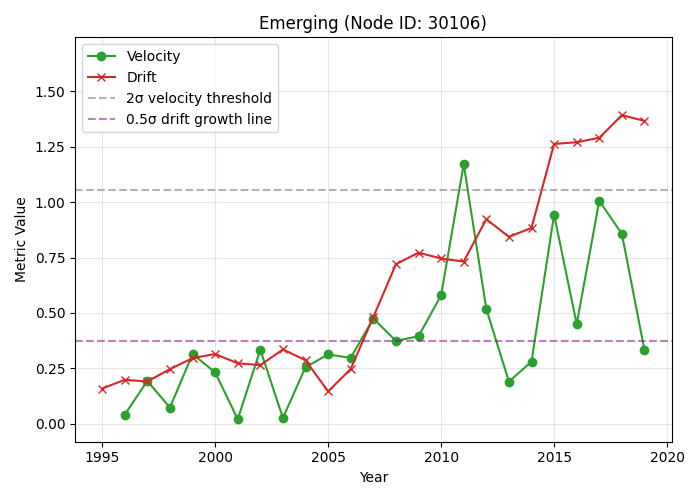 Emerging (Node ID: 30106)
Velocity
Drift
2σ velocity threshold
0.5σ drift growth line
Metric Value
1.50
1.25
1.00
0.75
0.50
0.25
0.00
1995 2000 2005 2010 2015 2020
Year